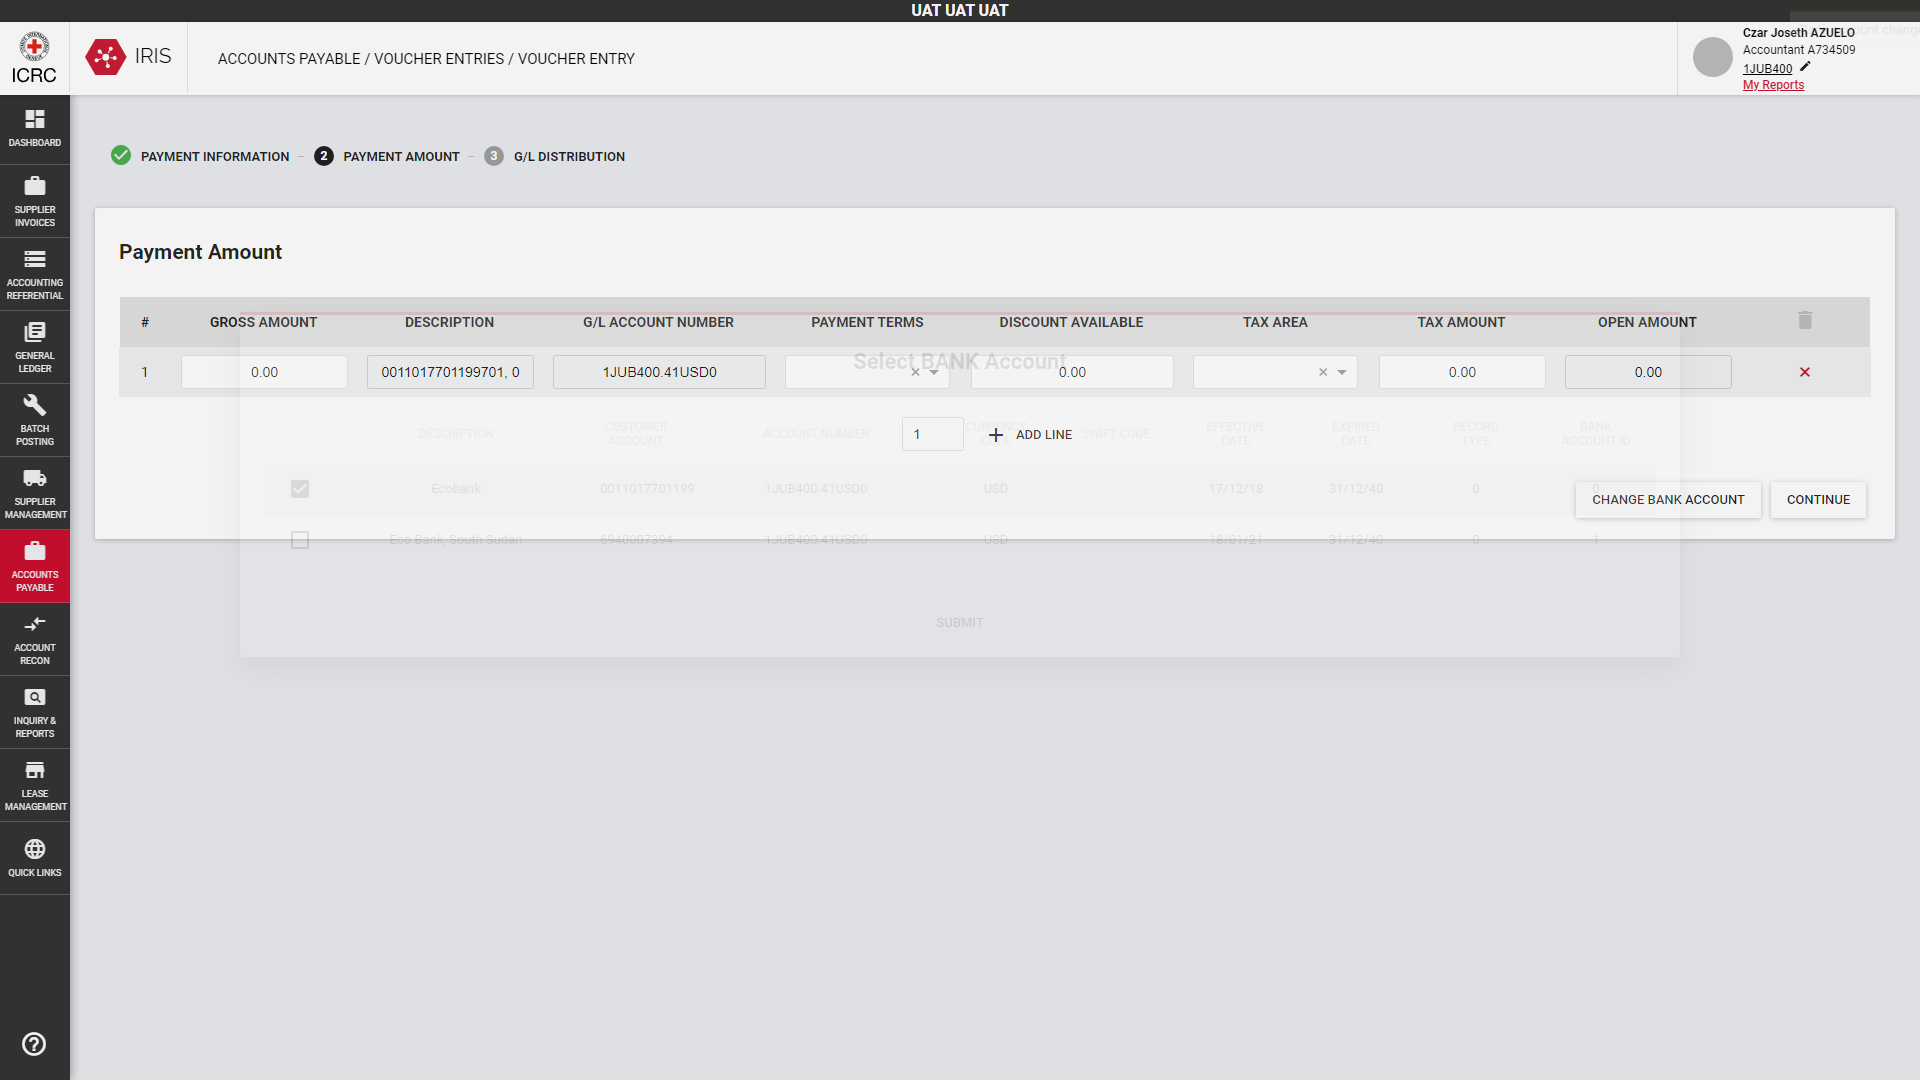 UAT UAT UAT
ICRC
IRIS
ACCOUNTS PAYABLE / VOUCHER ENTRIES / VOUCHER ENTRY
Czar Joseth AZUELO
Accountant A734509
1JUB400
My Reports
DASHBOARD
SUPPLIER
INVOICES
ACCOUNTING
REFERENTIAL
GENERAL
LEDGER
BATCH
POSTING
SUPPLIER
MANAGEMENT
ACCOUNTS
PAYABLE
ACCOUNT
RECON
INQUIRY &
REPORTS
LEASE
MANAGEMENT
QUICK LINKS
PAYMENT INFORMATION
2 PAYMENT AMOUNT
3 G/L DISTRIBUTION
Payment Amount
# GROSS AMOUNT DESCRIPTION G/L ACCOUNT NUMBER PAYMENT TERMS DISCOUNT AVAILABLE TAX AREA TAX AMOUNT OPEN AMOUNT
1 0.00 0011017701199701, 0 1JUB400.41USD0 0.00 0.00 0.00
1 ADD LINE
CHANGE BANK ACCOUNT CONTINUE
Select BANK Account
DESCRIPTION CUSTOMER ACCOUNT ACCOUNT NUMBER CURRENCY SWIFT CODE EFFECTIVE DATE EXPIRED DATE RECORD TYPE BANK ACCOUNT ID
Ecobank 0011017701199 1JUB400.41USD0 USD 17/12/18 31/12/40 0 0
Eco Bank, South Sudan 6940007394 1JUB400.41USD0 USD 18/01/21 31/12/40 0 1
SUBMIT